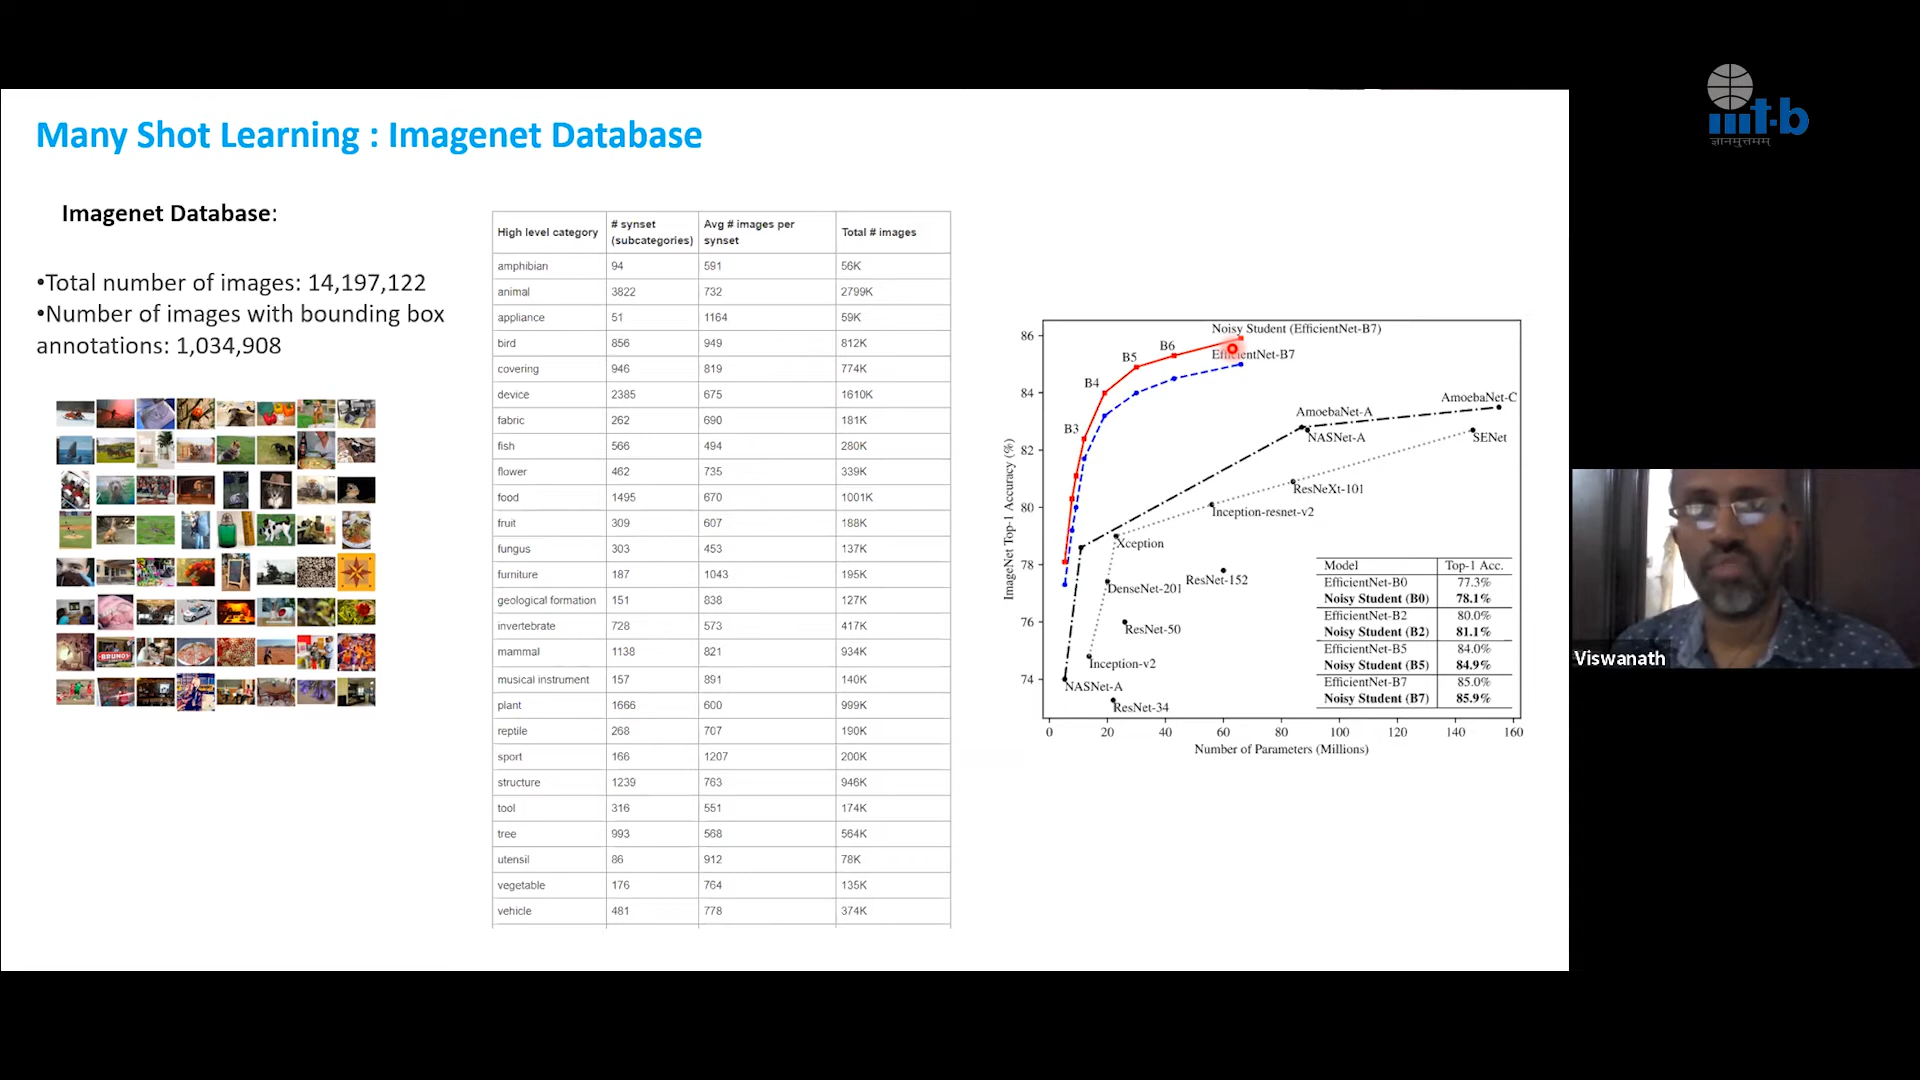 Many Shot Learning : Imagenet Database
Imagenet Database:
•Total number of images: 14,197,122
•Number of images with bounding box
annotations: 1,034,908
High level category # synset (subcategories) Avg # images per synset Total # images
amphibian 94 591 56K
animal 3822 732 2799K
appliance 51 1164 59K
bird 856 949 812K
covering 946 819 774K
device 2385 675 1610K
fabric 262 690 181K
fish 566 494 280K
flower 462 735 339K
food 1495 670 1001K
fruit 309 607 188K
fungus 303 453 137K
furniture 187 1043 195K
geological formation 151 838 127K
invertebrate 728 573 417K
mammal 1138 821 934K
musical instrument 157 891 140K
plant 1666 600 999K
reptile 268 707 190K
sport 166 1207 200K
structure 1239 763 946K
tool 316 551 174K
tree 993 568 564K
utensil 86 912 78K
vegetable 176 764 135K
vehicle 481 778 374K
ImageNet Top-1 Accuracy (%)
86
84
82
80
78
76
74
Noisy Student (EfficientNet-B7)
EfficientNet-B7
B6
B5
B4
B3
AmoebaNet-C
AmoebaNet-A
NASNet-A
SENet
ResNeXt-101
Inception-resnet-v2
Xception
ResNet-152
DenseNet-201
ResNet-50
Inception-v2
NASNet-A
ResNet-34
Model Top-1 Acc.
EfficientNet-B0 77.3%
Noisy Student (B0) 78.1%
EfficientNet-B2 80.0%
Noisy Student (B2) 81.1%
EfficientNet-B5 84.0%
Noisy Student (B5) 84.9%
EfficientNet-B7 85.0%
Noisy Student (B7) 85.9%
0 20 40 60 80 100 120 140 160
Number of Parameters (Millions)
iiit-b
ज्ञानमुत्तमम्
Viswanath